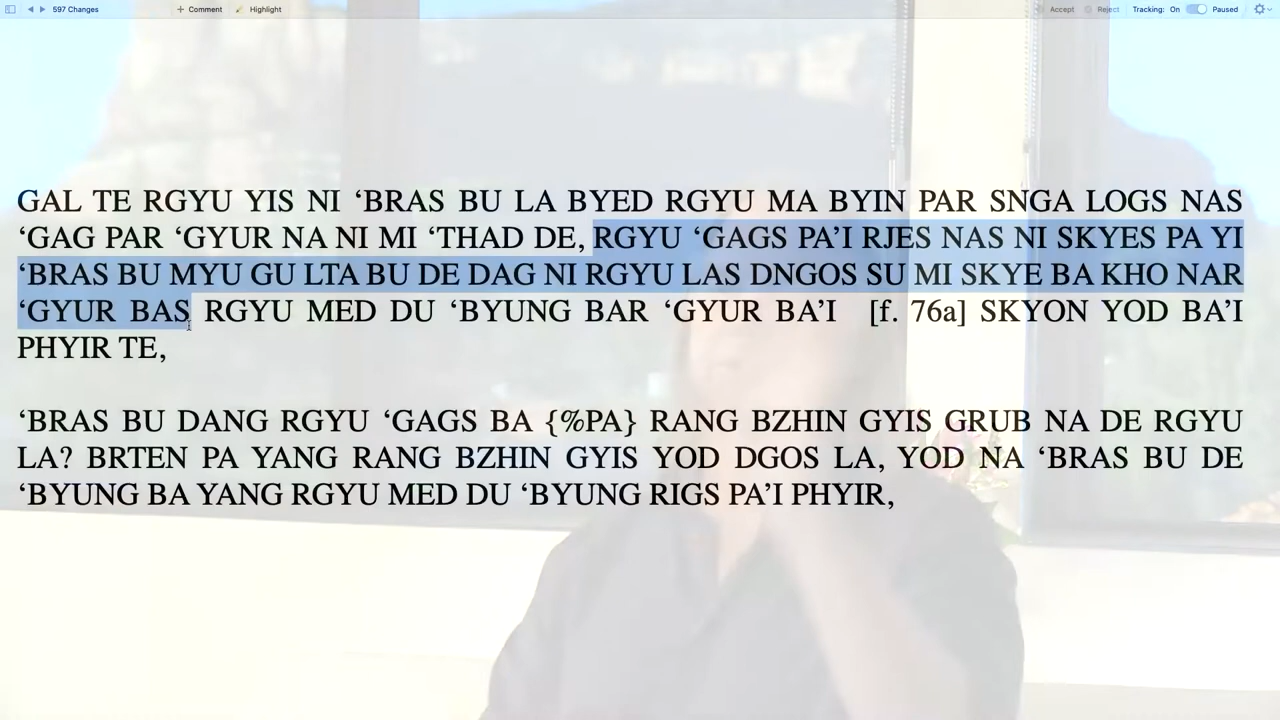 597 Changes + Comment Highlight Accept Reject Tracking: On Paused
GAL TE RGYU YIS NI ‘BRAS BU LA BYED RGYU MA BYIN PAR SNGA LOGS NAS
‘GAG PAR ‘GYUR NA NI MI ‘THAD DE, RGYU ‘GAGS PA’I RJES NAS NI SKYES PA YI
‘BRAS BU MYU GU LTA BU DE DAG NI RGYU LAS DNGOS SU MI SKYE BA KHO NAR
‘GYUR BAS RGYU MED DU ‘BYUNG BAR ‘GYUR BA’I [f. 76a] SKYON YOD BA’I
PHYIR TE,
‘BRAS BU DANG RGYU ‘GAGS BA {%PA} RANG BZHIN GYIS GRUB NA DE RGYU
LA? BRTEN PA YANG RANG BZHIN GYIS YOD DGOS LA, YOD NA ‘BRAS BU DE
‘BYUNG BA YANG RGYU MED DU ‘BYUNG RIGS PA’I PHYIR,